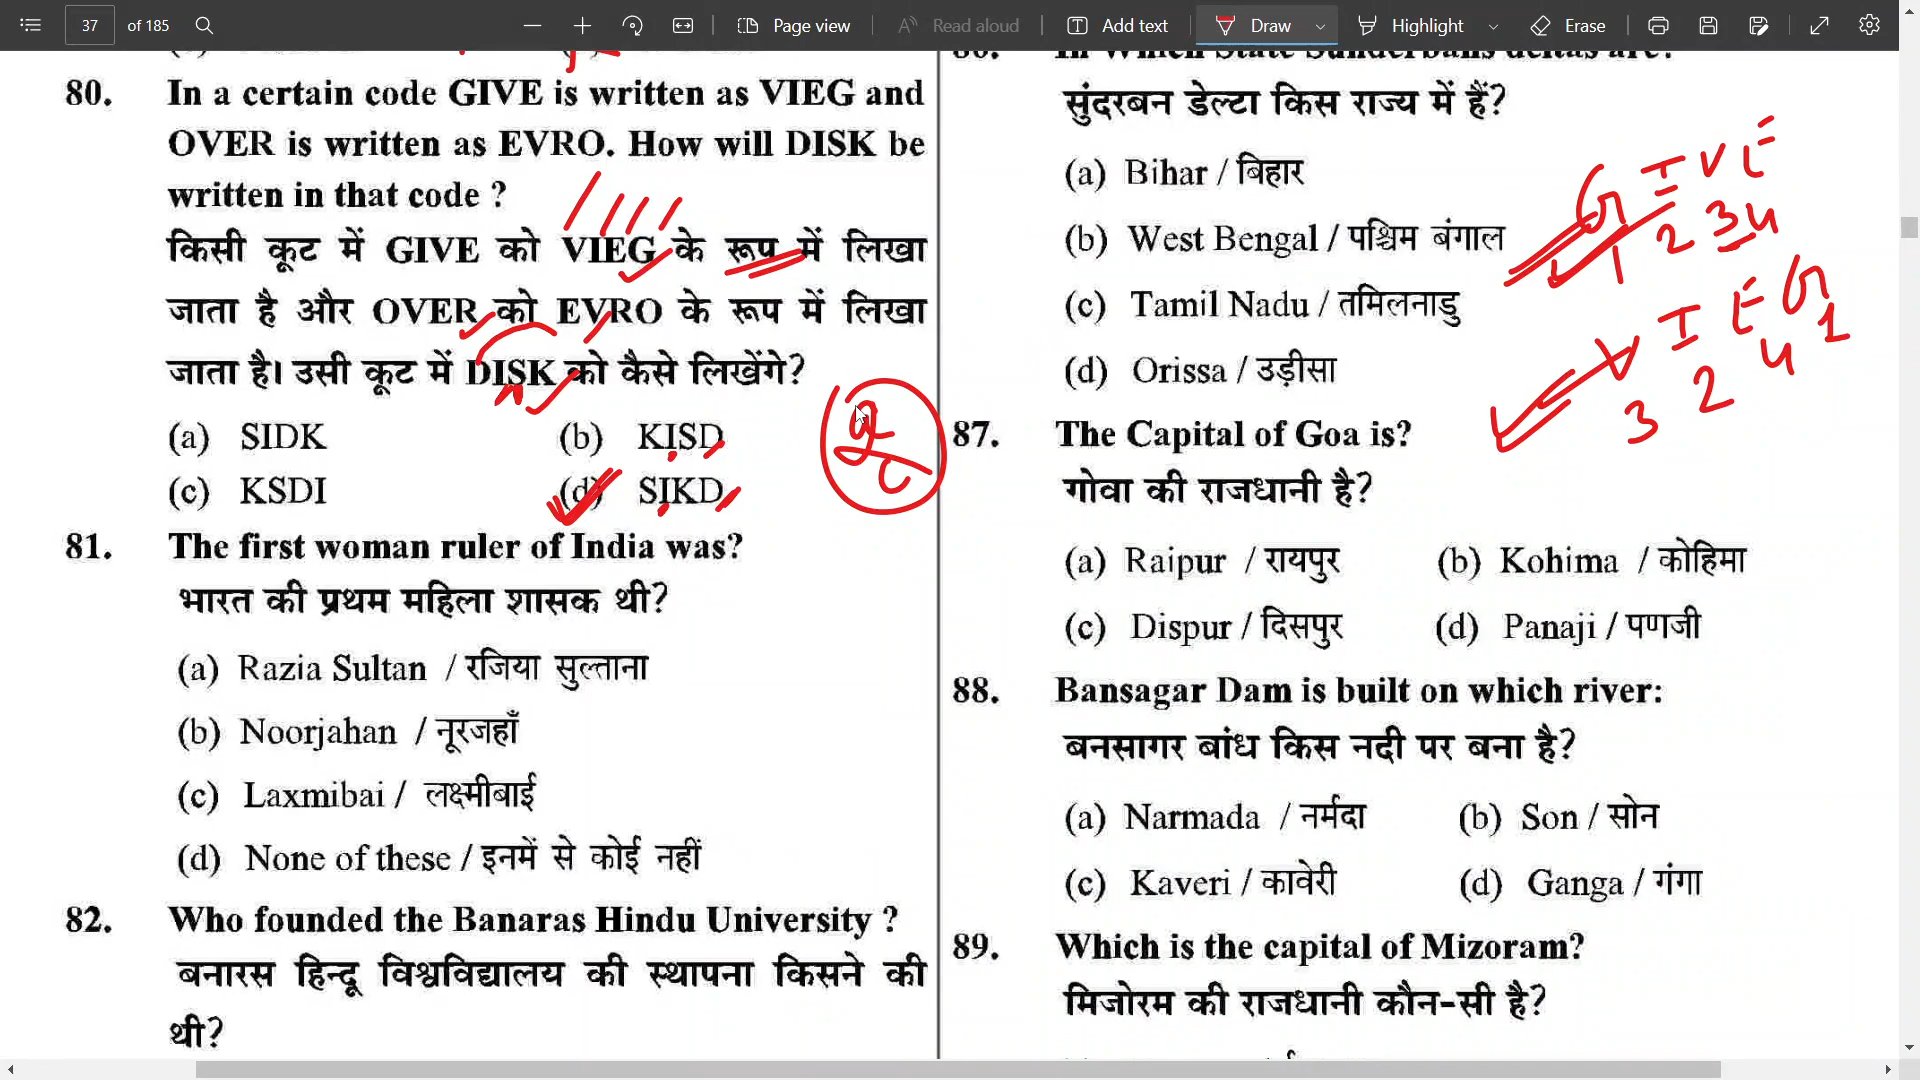 37 of 185 Page view Read aloud Add text Draw Highlight Erase
80. In a certain code GIVE is written as VIEG and
OVER is written as EVRO. How will DISK be
written in that code ?
किसी कूट में GIVE को VIEG के रूप में लिखा
जाता है और OVER को EVRO के रूप में लिखा
जाता है। उसी कूट में DISK को कैसे लिखेंगे?
(a) SIDK (b) KISD
(c) KSDI (d) SIKD
81. The first woman ruler of India was?
भारत की प्रथम महिला शासक थी?
(a) Razia Sultan / रजिया सुल्ताना
(b) Noorjahan / नूरजहाँ
(c) Laxmibai / लक्ष्मीबाई
(d) None of these / इनमें से कोई नहीं
82. Who founded the Banaras Hindu University ?
बनारस हिन्दू विश्वविद्यालय की स्थापना किसने की
थी?
86. In Which State Sunderbans deltas are?
सुंदरबन डेल्टा किस राज्य में हैं?
(a) Bihar / बिहार
(b) West Bengal / पश्चिम बंगाल
(c) Tamil Nadu / तमिलनाडु
(d) Orissa / उड़ीसा
G I V E
1 2 3 4
V I E G
3 2 4 1
87. The Capital of Goa is?
गोवा की राजधानी है?
(a) Raipur / रायपुर (b) Kohima / कोहिमा
(c) Dispur / दिसपुर (d) Panaji / पणजी
88. Bansagar Dam is built on which river:
बनसागर बांध किस नदी पर बना है?
(a) Narmada / नर्मदा (b) Son / सोन
(c) Kaveri / कावेरी (d) Ganga / गंगा
89. Which is the capital of Mizoram?
मिजोरम की राजधानी कौन-सी है?